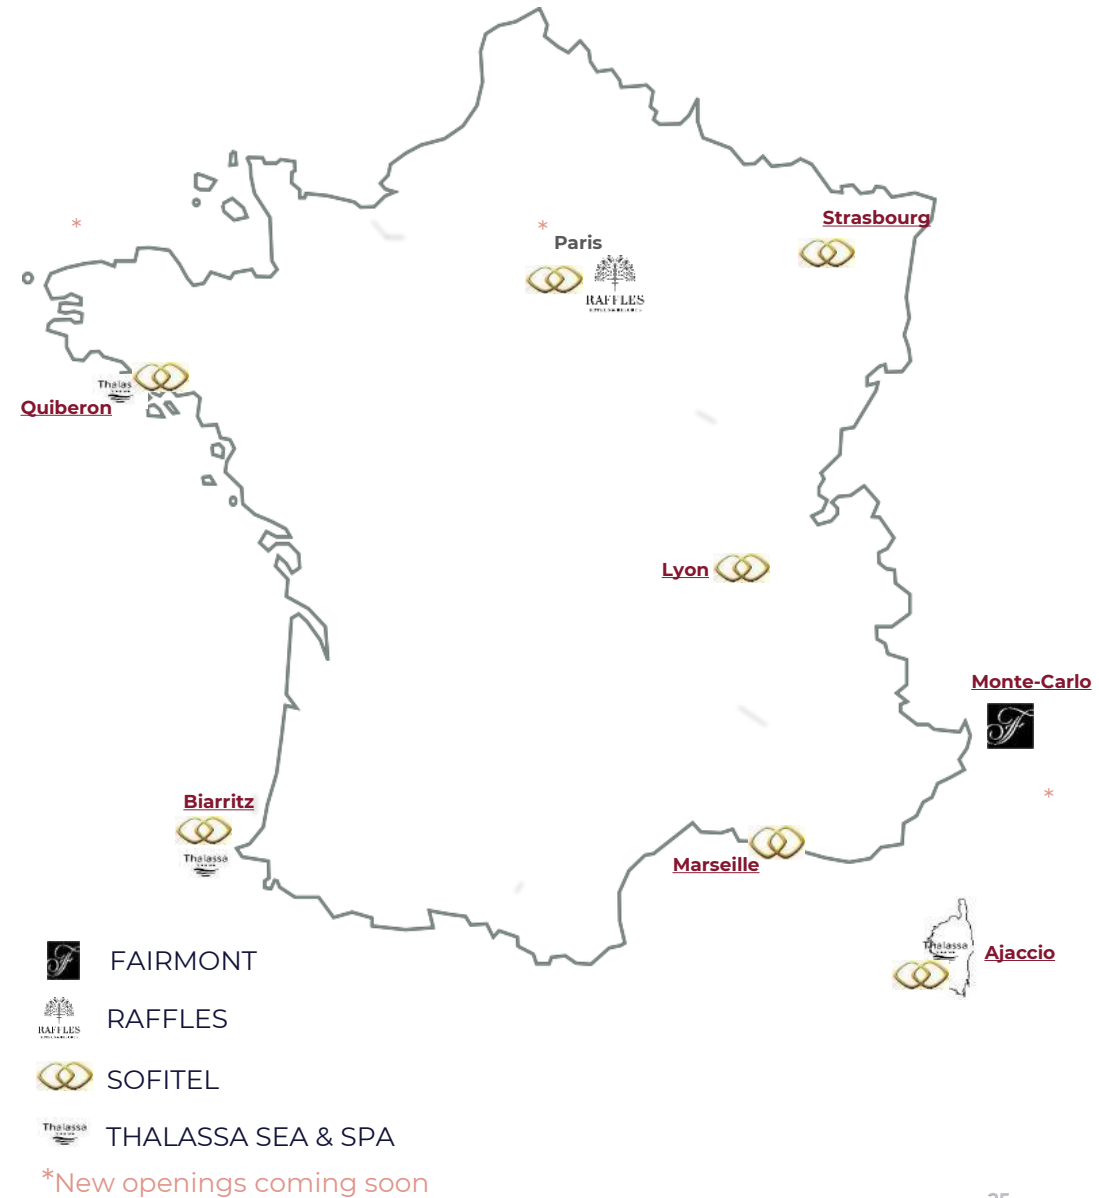 *
*
Strasbourg
Paris
RAFFLES
Thalas
Quiberon
Lyon
Monte-Carlo
F
*
Biarritz
Thalassa
Marseille
Thalassa
Ajaccio
F FAIRMONT
RAFFLES
RAFFLES
SOFITEL
Thalassa
THALASSA SEA & SPA
*New openings coming soon